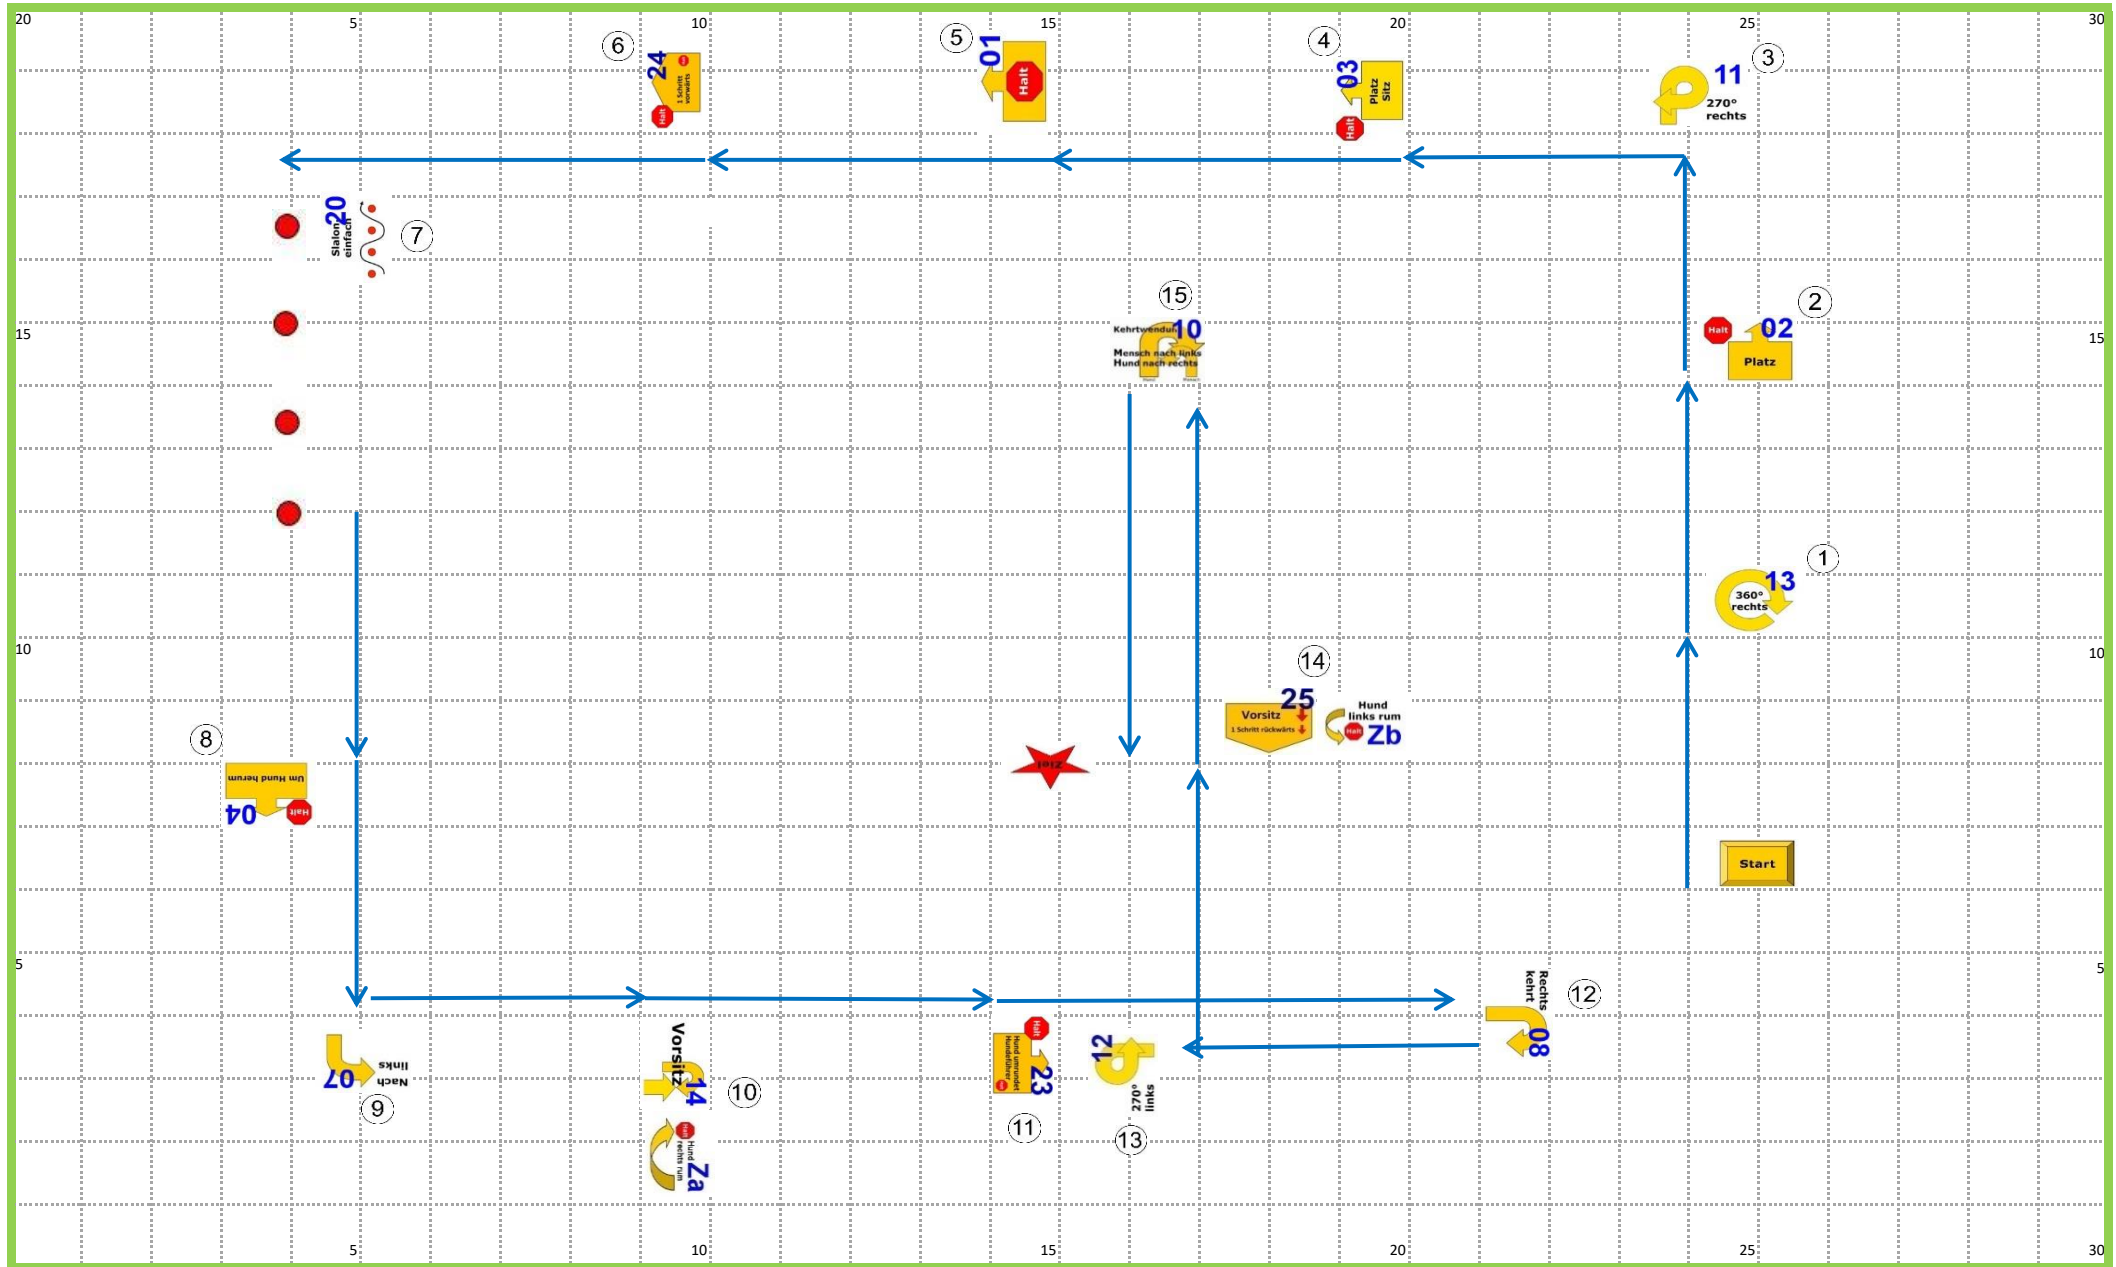 20
5
10
15
20
25
30
6
24
1 Schritt
vorwärts
Halt
5
01
Halt
4
03
Platz
Sitz
Halt
3
11
270°
rechts
20
Slalom
einfach
7
15
15
15
10
Kehrtwendung
Mensch nach links
Hund nach rechts
2
Halt
02
Platz
1
13
360°
rechts
10
10
14
25
Vorsitz
1 Schritt rückwärts
Hund
links rum
Halt
Zb
8
Um Hund herum
04
Halt
Ziel
Start
5
5
12
Rechts
kehrt
08
07
Nach
links
9
Vorsitz
14
10
Halt
Hund
rechts rum
Za
Halt
Hund umrundet
Hundeführer
23
11
12
270°
links
13
5
10
15
20
25
30